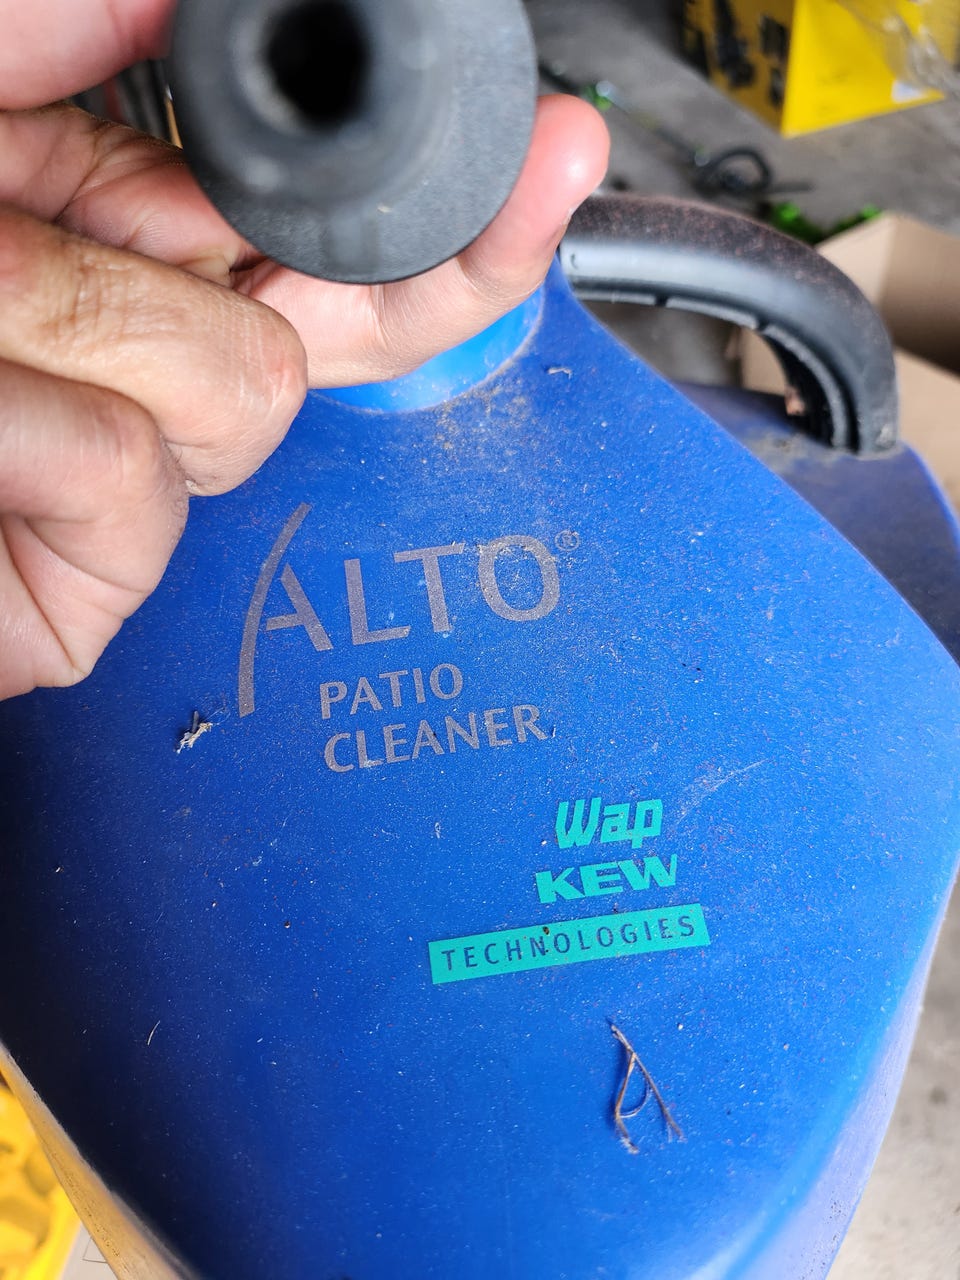 ALTO®
PATIO
CLEANER
Wap
KEW
TECHNOLOGIES